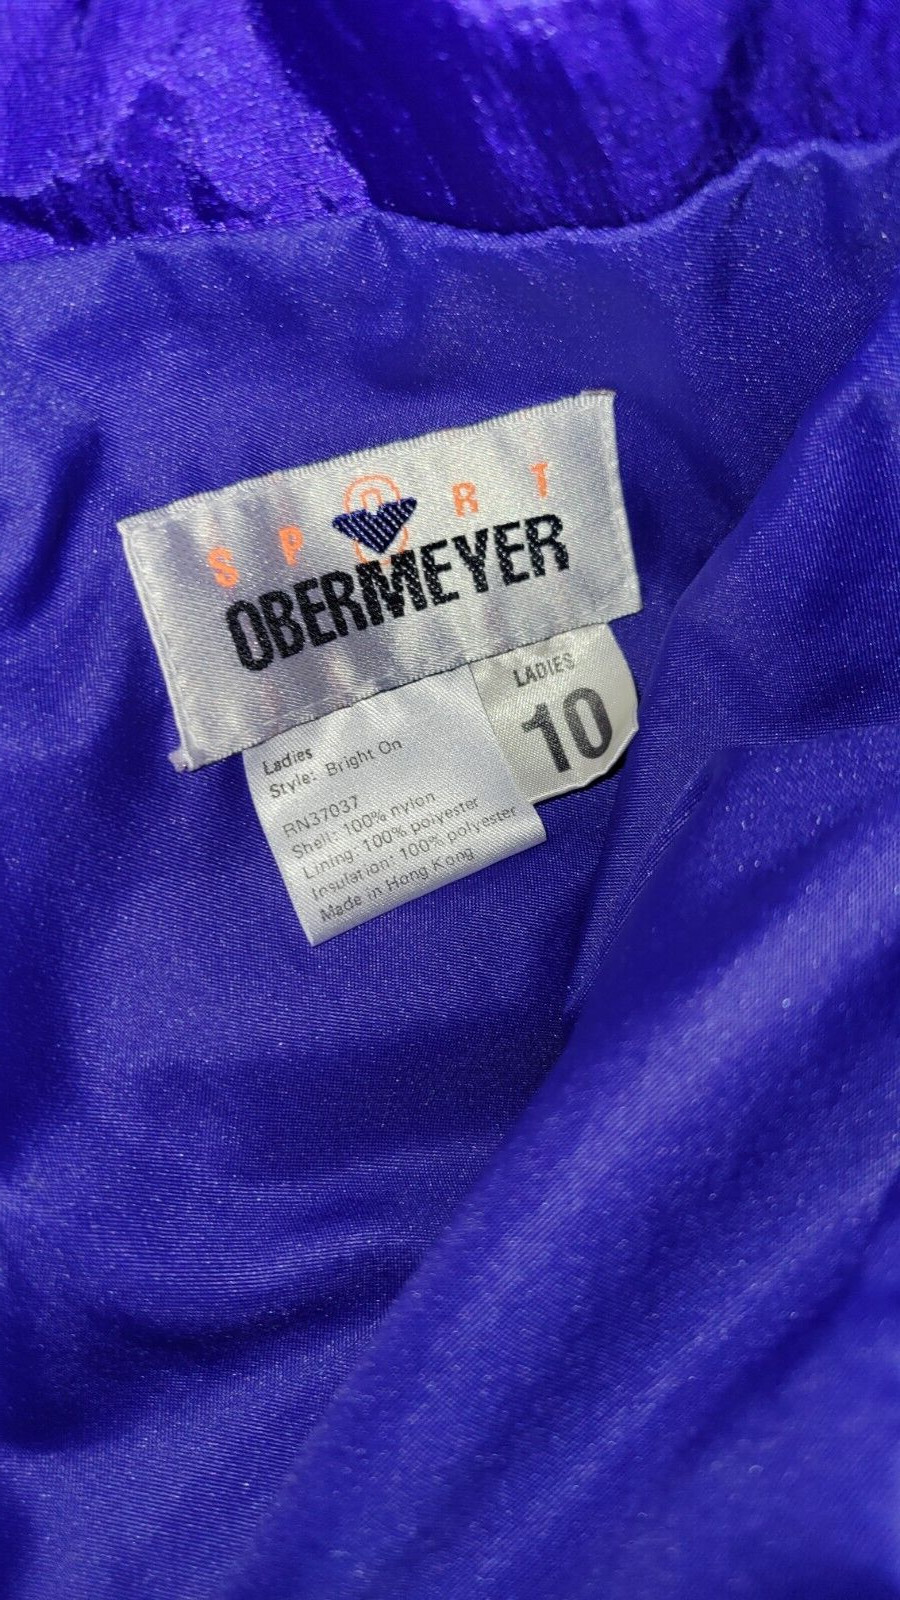 SPORT
OBERMEYER
LADIES
10
Ladies
Style: Bright On
RN37037
Shell: 100% nylon
Lining: 100% polyester
Insulation: 100% polyester
Made in Hong Kong